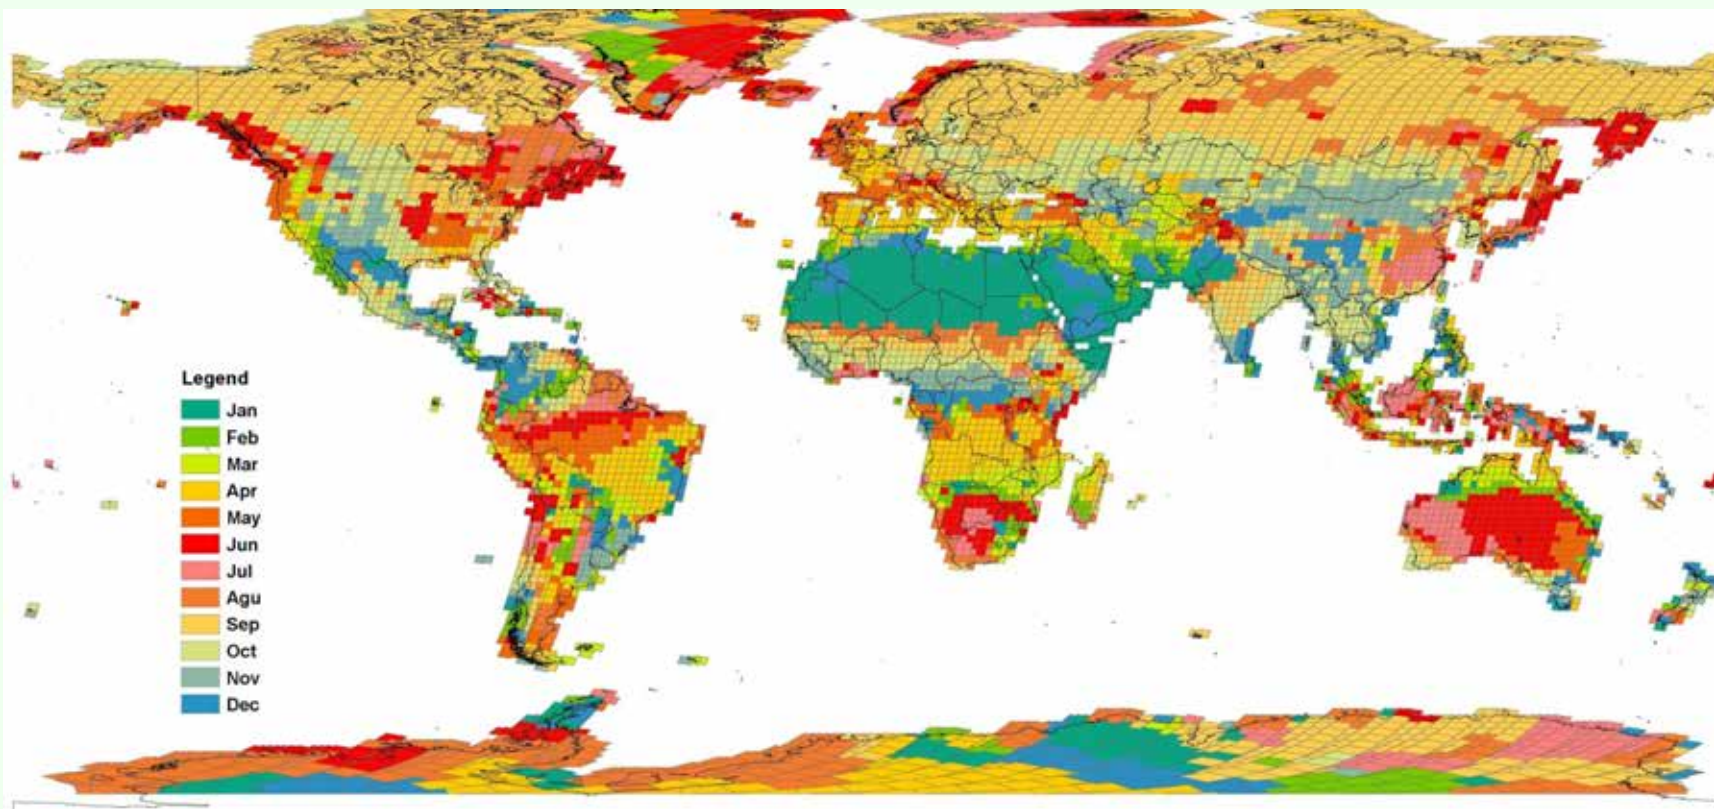 Legend
Jan
Feb
Mar
Apr
May
Jun
Jul
Agu
Sep
Oct
Nov
Dec